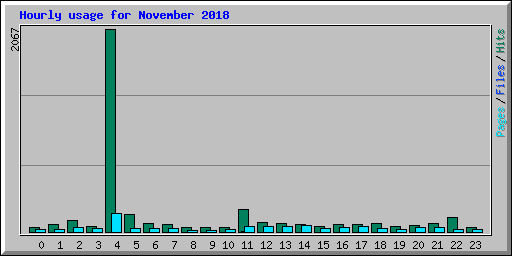 Hourly usage for November 2018
2067
Pages/Files/Hits
0 1 2 3 4 5 6 7 8 9 10 11 12 13 14 15 16 17 18 19 20 21 22 23